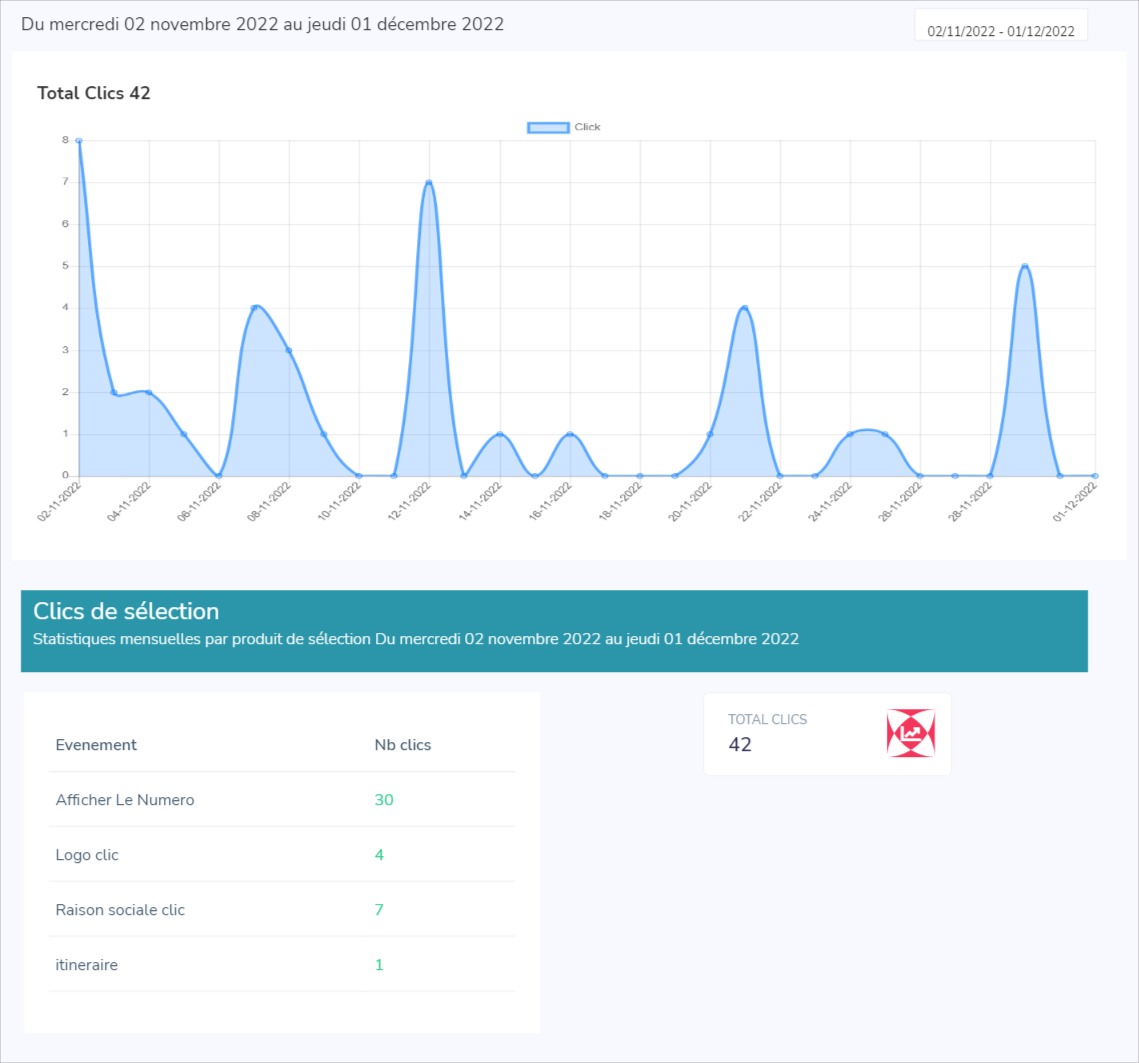 Du mercredi 02 novembre 2022 au jeudi 01 décembre 2022
02/11/2022 - 01/12/2022
Total Clics 42
Click
8
7
6
5
4
3
2
1
0
02-11-2022
04-11-2022
06-11-2022
08-11-2022
10-11-2022
12-11-2022
14-11-2022
16-11-2022
18-11-2022
20-11-2022
22-11-2022
24-11-2022
26-11-2022
28-11-2022
01-12-2022
Clics de sélection
Statistiques mensuelles par produit de sélection Du mercredi 02 novembre 2022 au jeudi 01 décembre 2022
Evenement Nb clics
Afficher Le Numero 30
Logo clic 4
Raison sociale clic 7
itineraire 1
TOTAL CLICS
42